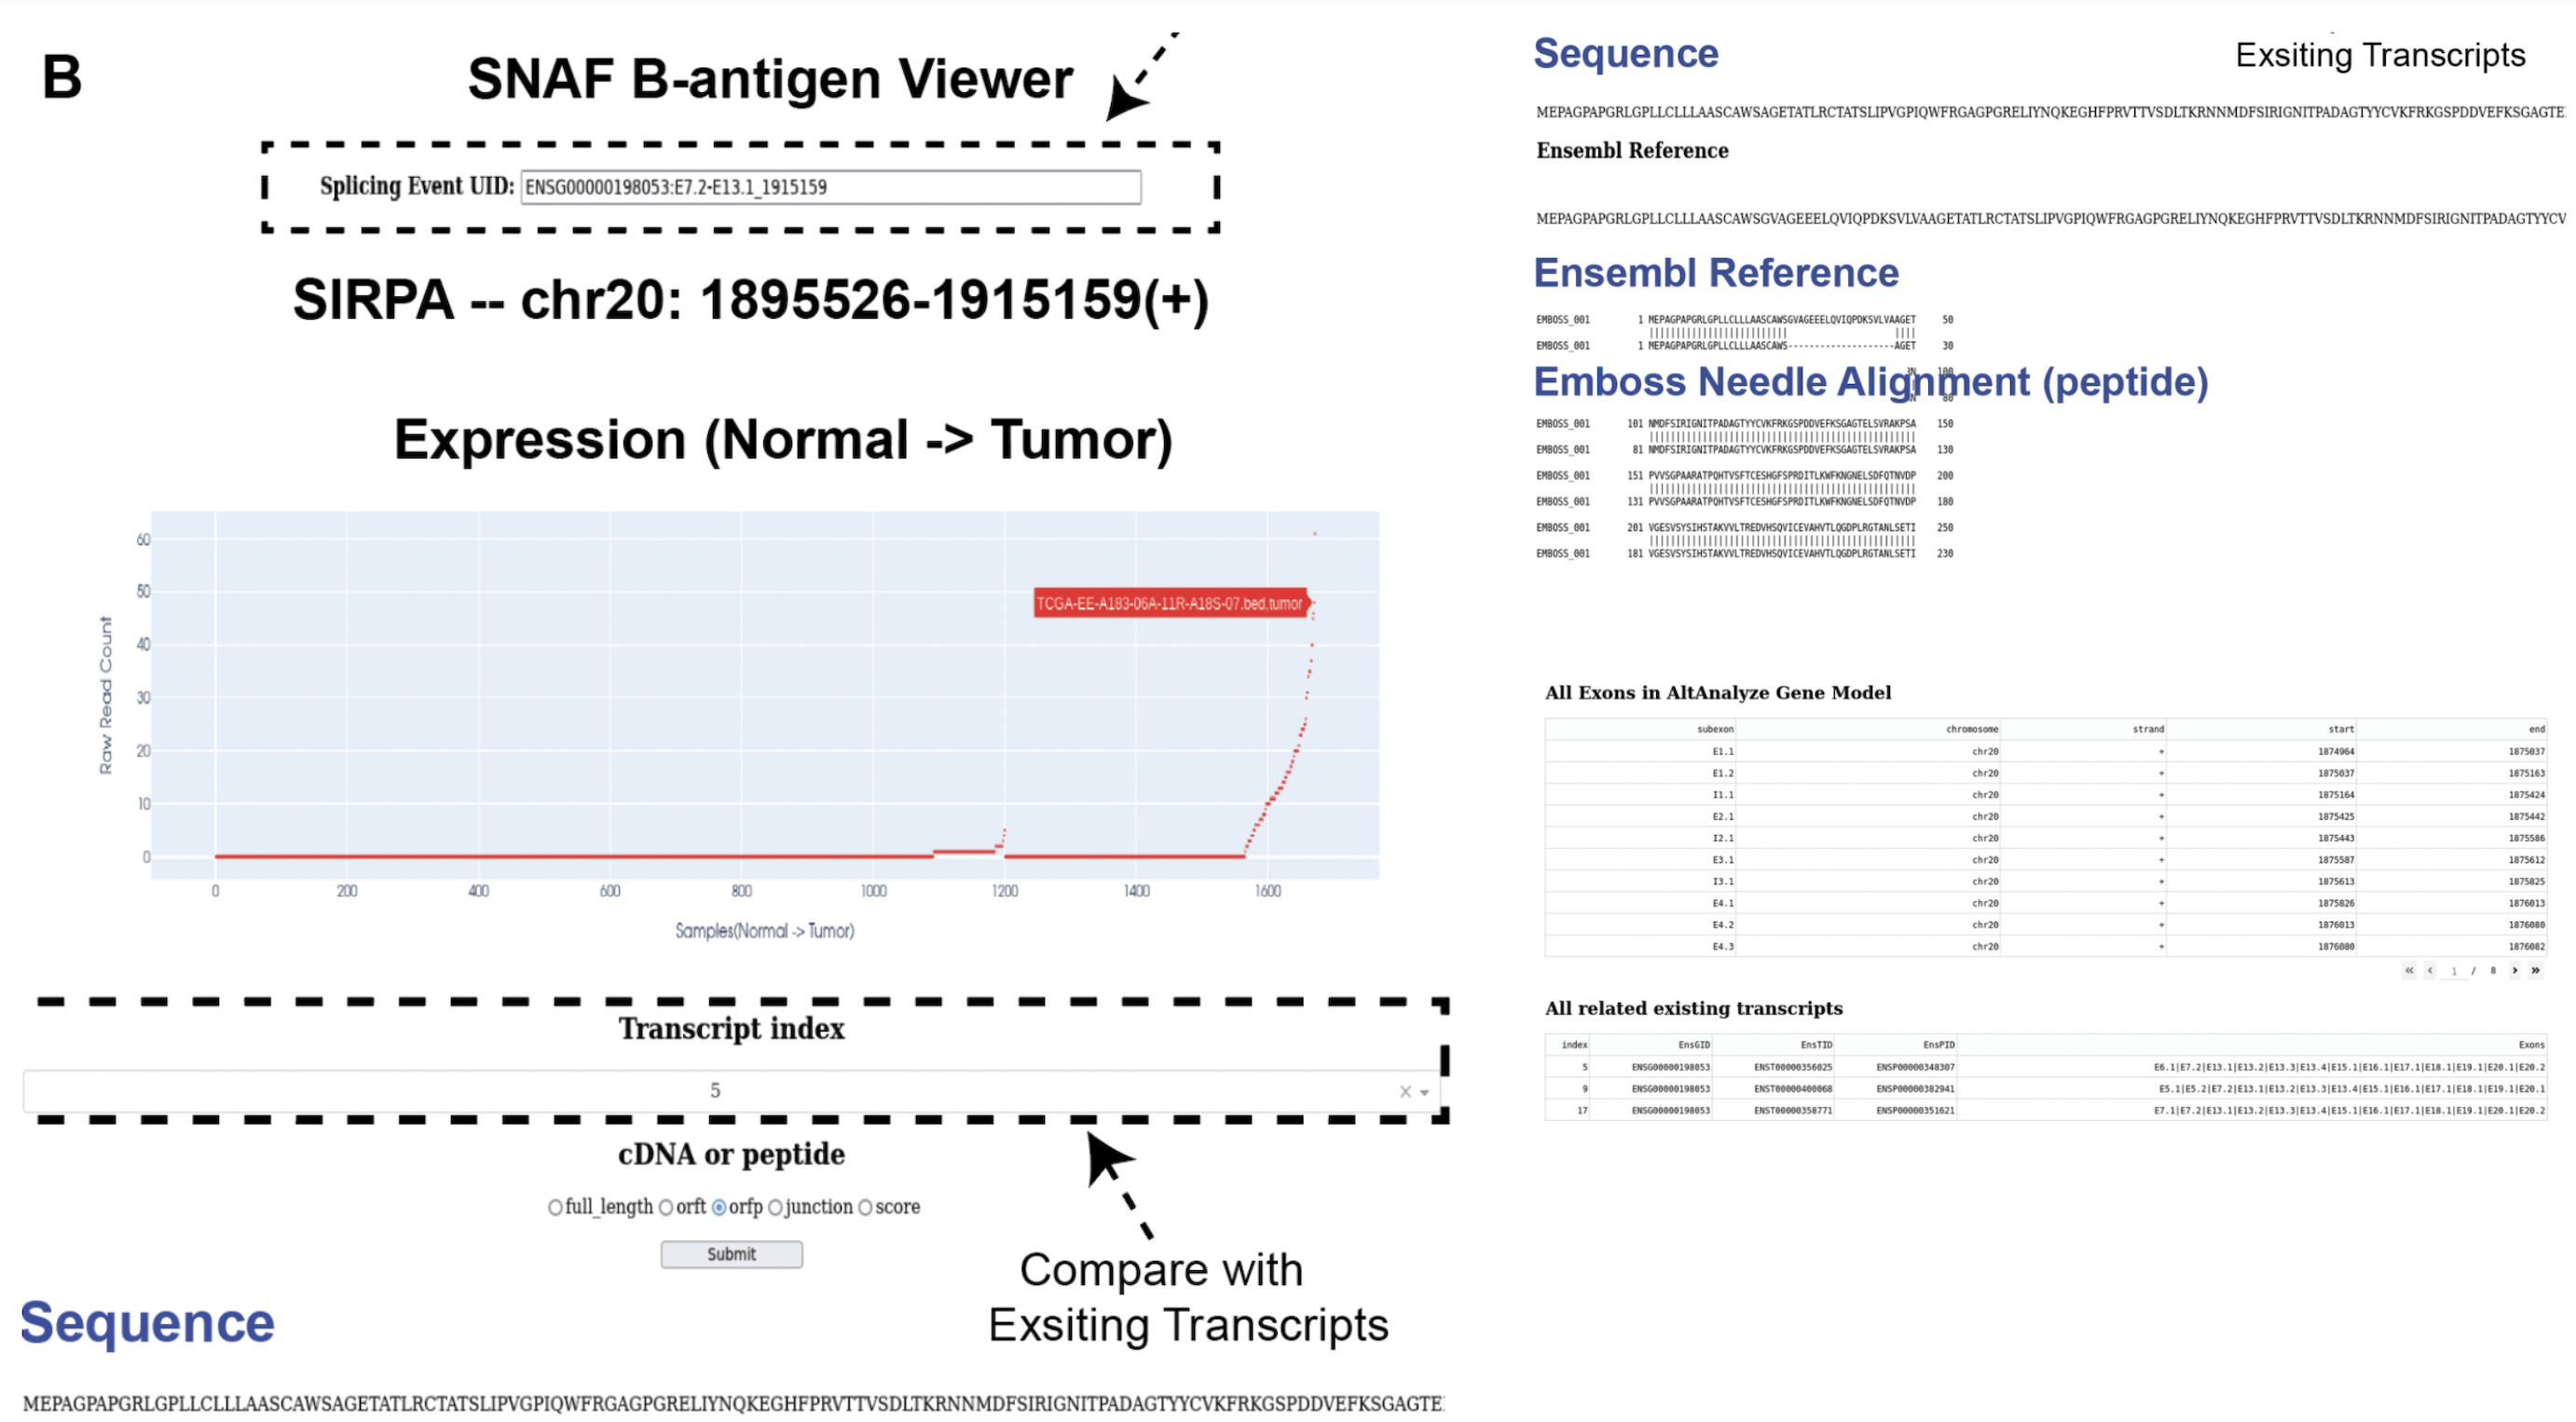 B
SNAF B-antigen Viewer
Splicing Event UID: ENSG00000198053:E7.2-E13.1_1915159
SIRPA -- chr20: 1895526-1915159(+)
Expression (Normal -> Tumor)
60
50
40
30
20
10
0
Raw Read Count
TCGA-EE-A183-06A-11R-A18S-07.bed,tumor
0 200 400 600 800 1000 1200 1400 1600
Samples(Normal -> Tumor)
Transcript index
5
cDNA or peptide
full_length orft orfp junction score
Submit
Compare with
Exsiting Transcripts
Sequence
MEPAGPAPGRLGPLLCLLLAASCAWSAGETATLRCTATSLIPVGPIQWFRGAGPGRELIYNQKEGHFPRVTTVSDLTKRNNMDFSIRIGNITPADAGTYYCVKFRKGSPDDVEFKSGAGTE
Sequence
Exsiting Transcripts
MEPAGPAPGRLGPLLCLLLAASCAWSAGETATLRCTATSLIPVGPIQWFRGAGPGRELIYNQKEGHFPRVTTVSDLTKRNNMDFSIRIGNITPADAGTYYCVKFRKGSPDDVEFKSGAGTE
Ensembl Reference
MEPAGPAPGRLGPLLCLLLAASCAWSGVAGEEELQVIQPDKSVLVAAGETATLRCTATSLIPVGPIQWFRGAGPGRELIYNQKEGHFPRVTTVSDLTKRNNMDFSIRIGNITPADAGTYYCV
Ensembl Reference
EMBOSS_001 1 MEPAGPAPGRLGPLLCLLLAASCAWSGVAGEEELQVIQPDKSVLVAAGET 50
EMBOSS_001 1 MEPAGPAPGRLGPLLCLLLAASCAWS--------------------AGET 30
Emboss Needle Alignment (peptide)
100
80
EMBOSS_001 101 NMDFSIRIGNITPADAGTYYCVKFRKGSPDDVEFKSGAGTELSVRAKPSA 150
EMBOSS_001 81 NMDFSIRIGNITPADAGTYYCVKFRKGSPDDVEFKSGAGTELSVRAKPSA 130
EMBOSS_001 151 PVVSGPAARATPQHTVSFTCESHGFSPRDITLKWFKNGNELSDFQTNVDP 200
EMBOSS_001 131 PVVSGPAARATPQHTVSFTCESHGFSPRDITLKWFKNGNELSDFQTNVDP 180
EMBOSS_001 201 VGESVSYSIHSTAKVVLTREDVHSQVICEVAHVTLQGDPLRGTANLSETI 250
EMBOSS_001 181 VGESVSYSIHSTAKVVLTREDVHSQVICEVAHVTLQGDPLRGTANLSETI 230
All Exons in AltAnalyze Gene Model
subexon chromosome strand start end
E1.1 chr20 + 1874964 1875037
E1.2 chr20 + 1875037 1875163
I1.1 chr20 + 1875164 1875424
E2.1 chr20 + 1875425 1875442
I2.1 chr20 + 1875443 1875586
E3.1 chr20 + 1875587 1875612
I3.1 chr20 + 1875613 1875825
E4.1 chr20 + 1875826 1876013
E4.2 chr20 + 1876013 1876080
E4.3 chr20 + 1876080 1876082
« ‹ 1 / 8 › »
All related existing transcripts
index EnsGID EnsTID EnsPID Exons
5 ENSG00000198053 ENST00000356025 ENSP00000348307 E6.1|E7.2|E13.1|E13.2|E13.3|E13.4|E15.1|E16.1|E17.1|E18.1|E19.1|E20.1|E20.2
9 ENSG00000198053 ENST00000400068 ENSP00000382941 E5.1|E5.2|E7.2|E13.1|E13.2|E13.3|E13.4|E15.1|E16.1|E17.1|E18.1|E19.1|E20.1
17 ENSG00000198053 ENST00000358771 ENSP00000351621 E7.1|E7.2|E13.1|E13.2|E13.3|E13.4|E15.1|E16.1|E17.1|E18.1|E19.1|E20.1|E20.2